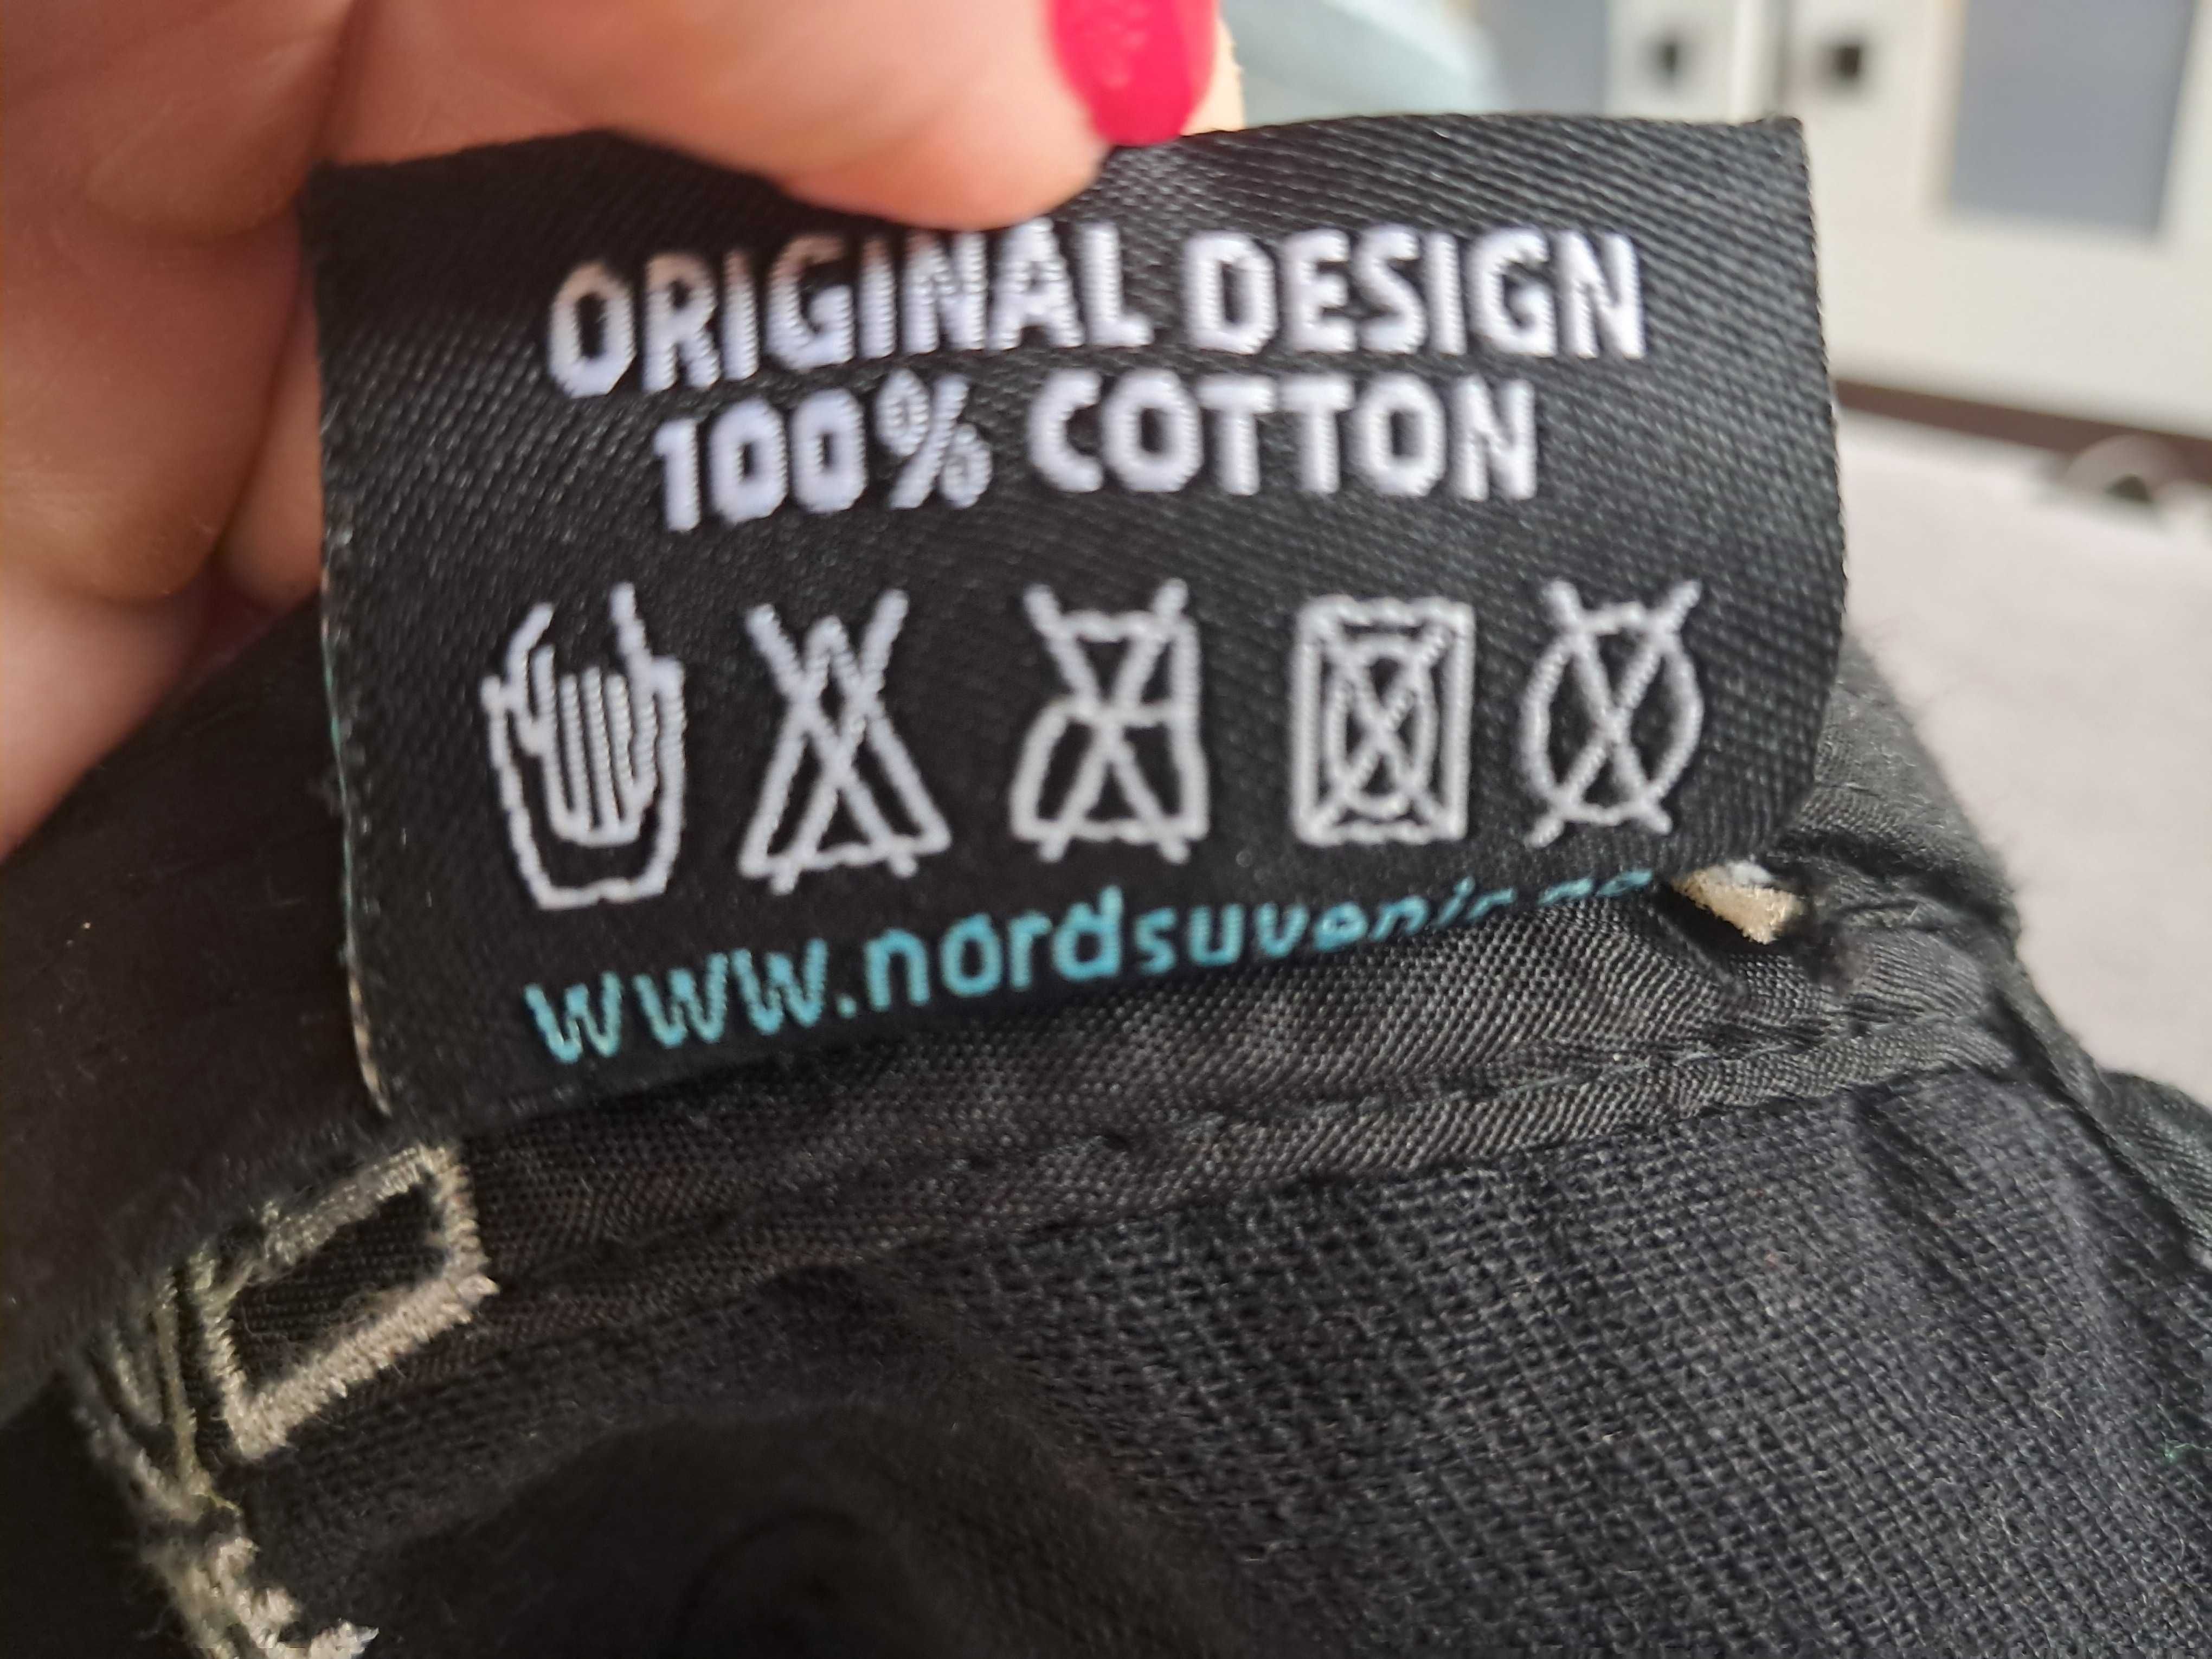 ORIGINAL DESIGN
100% COTTON